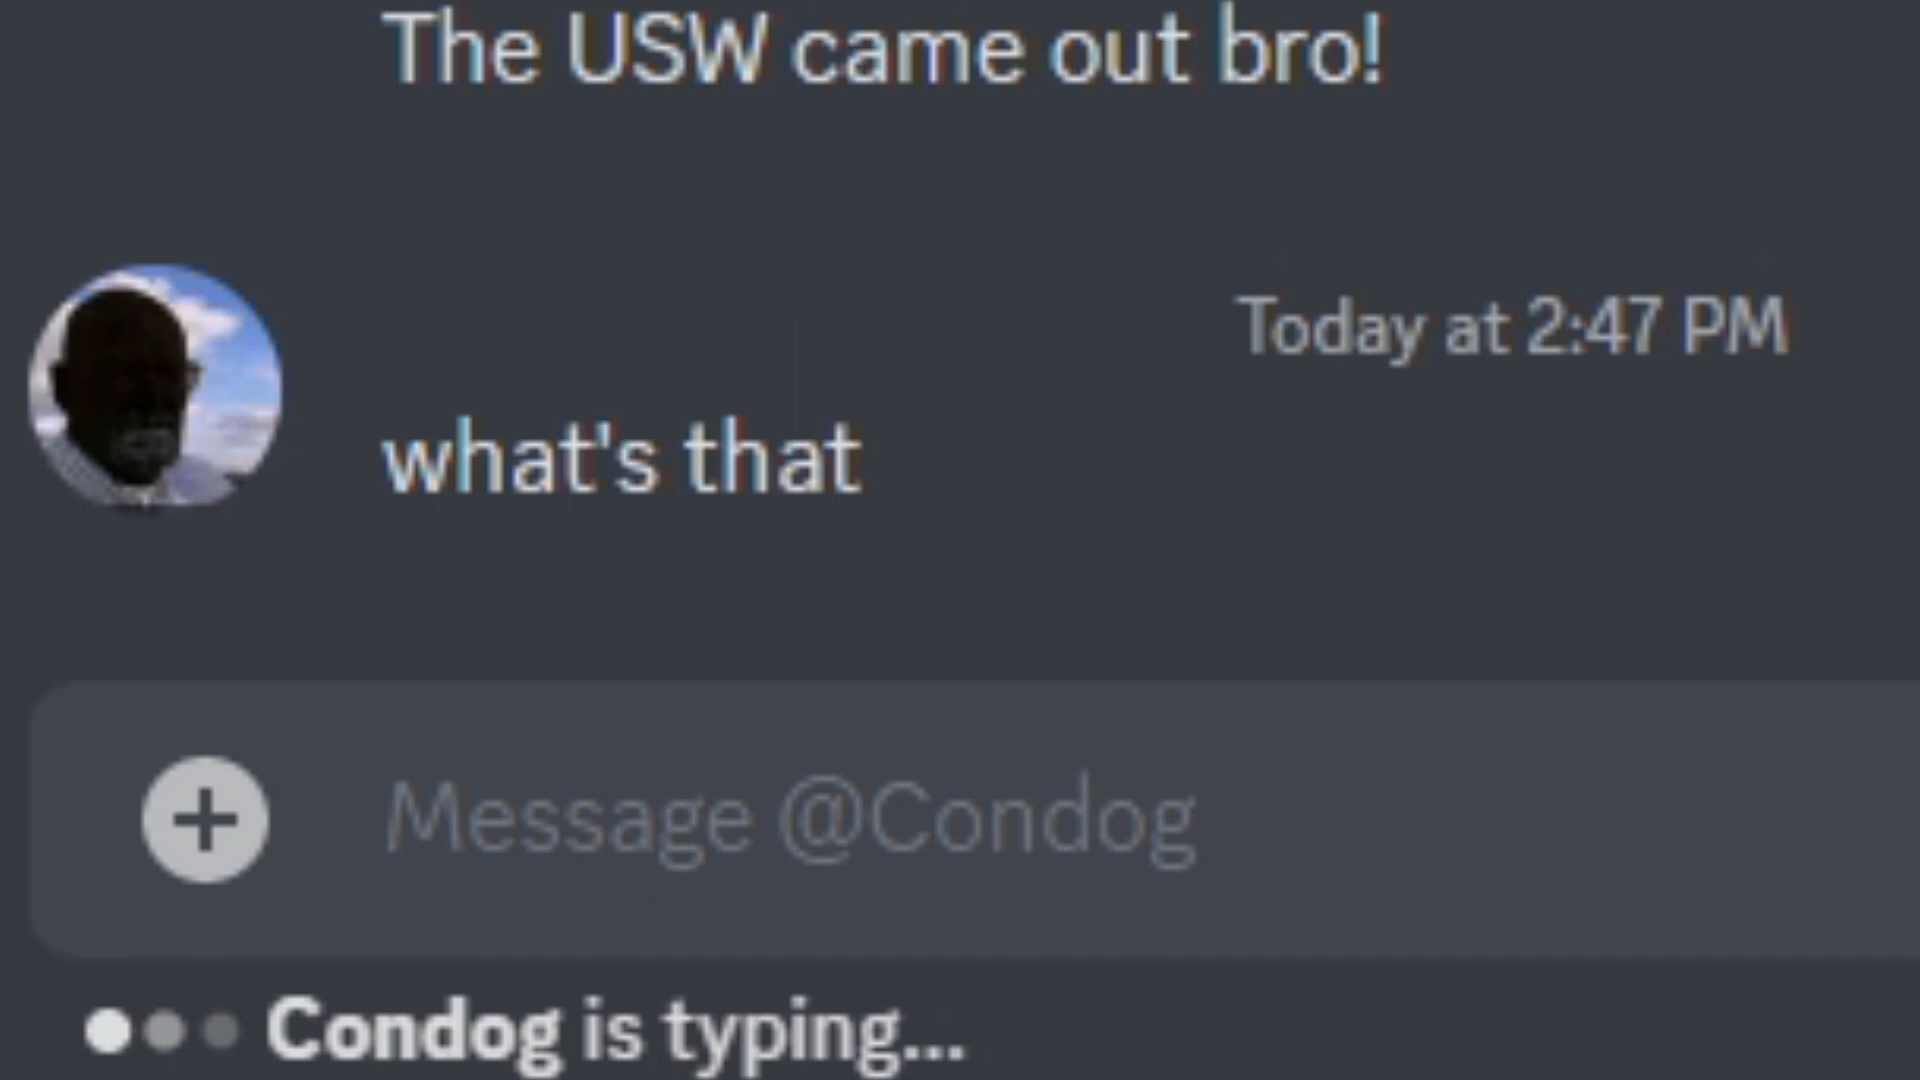 The USW came out bro!
Today at 2:47 PM
what's that
Message @Condog
Condog is typing...